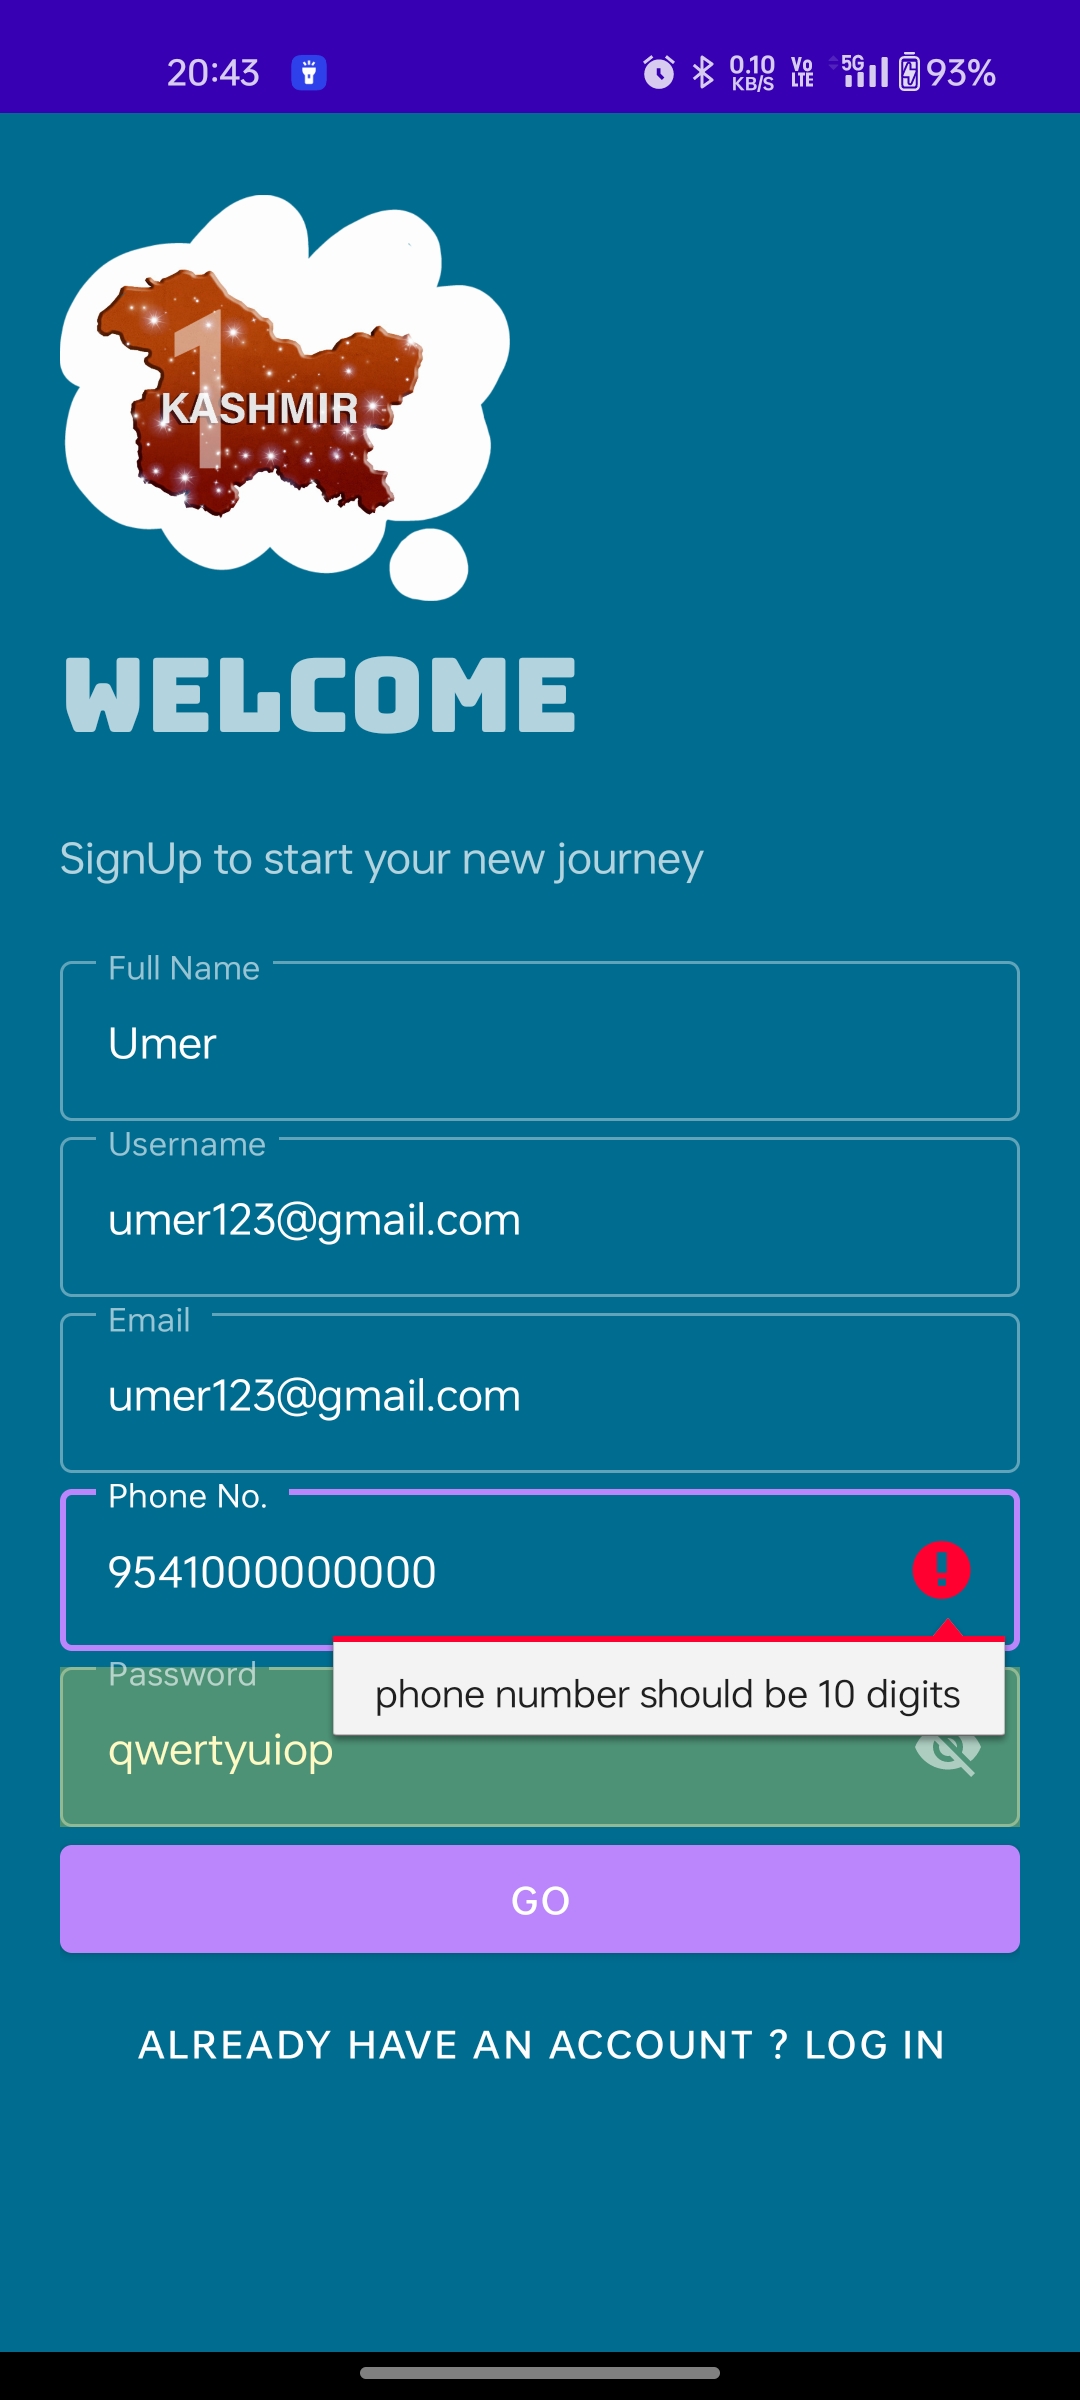 20:43
0.10 KB/S Vo LTE 5G 93%
1
KASHMIR
WELCOME
SignUp to start your new journey
Full Name
Umer
Username
umer123@gmail.com
Email
umer123@gmail.com
Phone No.
9541000000000
phone number should be 10 digits
Password
qwertyuiop
GO
ALREADY HAVE AN ACCOUNT ? LOG IN